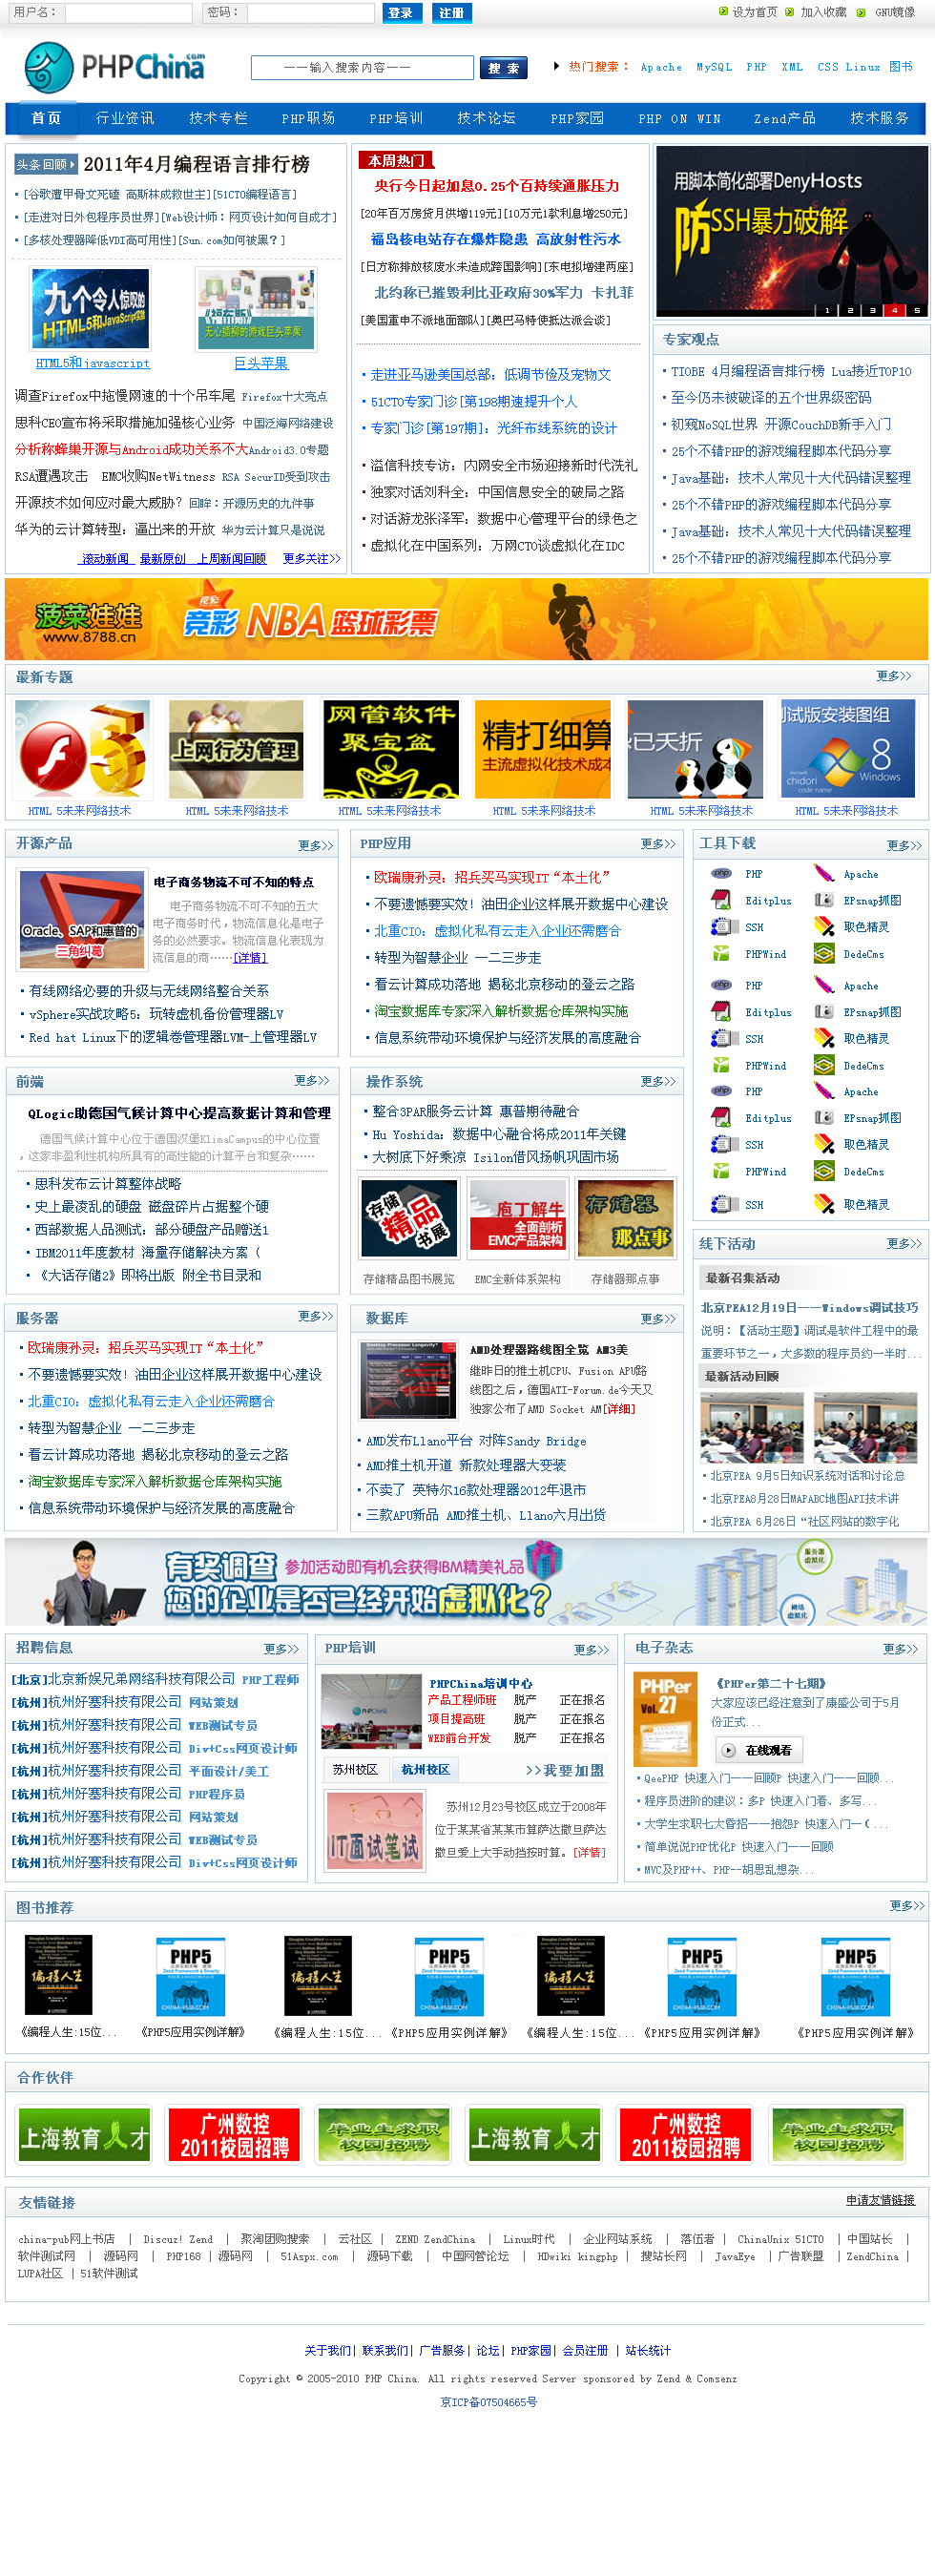 用户名：
密码：
登录
注册
设为首页
加入收藏
GNU镜像
PHPChina.com
一一输入搜索内容一一
搜 索
热门搜索： Apache MySQL PHP XML CSS Linux 图书
首页 行业资讯 技术专栏 PHP职场 PHP培训 技术论坛 PHP家园 PHP ON WIN Zend产品 技术服务
头条回顾 2011年4月编程语言排行榜
[谷歌遭甲骨文死磕 高斯林成救世主][51CTO编程语言]
[走进对日外包程序员世界][Web设计师：网页设计如何自成才]
[多核处理器降低VDI高可用性][Sun.com如何被黑？]
九个令人惊叹的
HTML5和JavaScript实验
《福布斯》
无心插柳的游戏巨头苹果
HTML5和javascript
巨头苹果
调查Firefox中拖慢网速的十个吊车尾 Firefox十大亮点
思科CEO宣布将采取措施加强核心业务 中国泛海网络建设
分析称蜂巢开源与Android成功关系不大Android3.0专题
RSA遭遇攻击 EMC收购NetWitness RSA SecurID受到攻击
开源技术如何应对最大威胁？ 回眸：开源历史的九件事
华为的云计算转型：逼出来的开放 华为云计算只是说说
滚动新闻 最新原创 上周新闻回顾 更多关注>>
本周热门
央行今日起加息0.25个百持续通胀压力
[20年百万房贷月供增119元][10万元1款利息增250元]
福岛核电站存在爆炸隐患 高放射性污水
[日方称排放核废水未造成跨国影响][东电拟增建两座]
北约称已摧毁利比亚政府30%军力 卡扎菲
[美国重申不派地面部队][奥巴马特使抵达派会谈]
走进亚马逊美国总部：低调节俭及宠物文
51CTO专家门诊[第198期速提升个人
专家门诊[第197期]：光纤布线系统的设计
溢信科技专访：内网安全市场迎接新时代洗礼
独家对话刘科全：中国信息安全的破局之路
对话游龙张泽军：数据中心管理平台的绿色之
虚拟化在中国系列：万网CTO谈虚拟化在IDC
用脚本简化部署DenyHosts
防SSH暴力破解
1 2 3 4 5
专家观点
TIOBE 4月编程语言排行榜 Lua接近TOP10
至今仍未被破译的五个世界级密码
初窥NoSQL世界 开源CouchDB新手入门
25个不错PHP的游戏编程脚本代码分享
Java基础：技术人常见十大代码错误整理
25个不错PHP的游戏编程脚本代码分享
Java基础：技术人常见十大代码错误整理
25个不错PHP的游戏编程脚本代码分享
菠菜娃娃
www.8788.cn
竞彩 竞彩 NBA 篮球彩票
最新专题 更多>>
5
上网行为管理
网管软件
聚宝盆
精打细算
主流虚拟化技术成本
已夭折
测试版安装图组
microsoft
chidori
code name
Windows 8
HTML 5未来网络技术
HTML 5未来网络技术
HTML 5未来网络技术
HTML 5未来网络技术
HTML 5未来网络技术
HTML 5未来网络技术
开源产品 更多>>
Oracle、SAP和惠普的
三角纠葛
电子商务物流不可不知的特点
电子商务物流不可不知的五大
电子商务时代，物流信息化是电子
务的必然要求。物流信息化表现为
流信息的商……[详情]
有线网络必要的升级与无线网络整合关系
vSphere实战攻略5：玩转虚机备份管理器LV
Red hat Linux下的逻辑卷管理器LVM-上管理器LV
PHP应用 更多>>
欧瑞康孙灵：招兵买马实现IT“本土化”
不要遗憾要实效！油田企业这样展开数据中心建设
北重CIO：虚拟化私有云走入企业还需磨合
转型为智慧企业 一二三步走
看云计算成功落地 揭秘北京移动的登云之路
淘宝数据库专家深入解析数据仓库架构实施
信息系统带动环境保护与经济发展的高度融合
工具下载 更多>>
PHP Apache
Editplus EPsnap抓图
SSH 取色精灵
PHPWind DedeCms
PHP Apache
Editplus EPsnap抓图
SSH 取色精灵
PHPWind DedeCms
PHP Apache
Editplus EPsnap抓图
SSH 取色精灵
PHPWind DedeCms
SSH 取色精灵
前端 更多>>
QLogic助德国气候计算中心提高数据计算和管理
德国气候计算中心位于德国汉堡KlimaCampus的中心位置
，这家非盈利性机构所具有的高性能的计算平台和复杂……
思科发布云计算整体战略
史上最凌乱的硬盘 磁盘碎片占据整个硬
西部数据人品测试：部分硬盘产品赠送1
IBM2011年度教材 海量存储解决方案（
《大话存储2》即将出版 附全书目录和
操作系统 更多>>
整合3PAR服务云计算 惠普期待融合
Hu Yoshida：数据中心融合将成2011年关键
大树底下好乘凉 Isilon借风扬帆巩固市场
存储
精品
书展
庖丁解牛
全面剖析
EMC产品架构
存储器
那点事
存储精品图书展览 EMC全新体系架构 存储器那点事
线下活动 更多>>
最新召集活动
北京PEA12月19日——Windows调试技巧
说明：【活动主题】调试是软件工程中的最
重要环节之一，大多数的程序员约一半时...
最新活动回顾
北京PEA 9月5日知识系统对话和讨论总
北京PEA8月28日MAPABC地图API技术讲
北京PEA 6月26日“社区网站的数字化
服务器 更多>>
欧瑞康孙灵：招兵买马实现IT“本土化”
不要遗憾要实效！油田企业这样展开数据中心建设
北重CIO：虚拟化私有云走入企业还需磨合
转型为智慧企业 一二三步走
看云计算成功落地 揭秘北京移动的登云之路
淘宝数据库专家深入解析数据仓库架构实施
信息系统带动环境保护与经济发展的高度融合
数据库 更多>>
AMD处理器路线图全览 AM3美
继昨日的推土机CPU、Fusion APU路
线图之后，德国ATI-Forum.de今天又
独家公布了AMD Socket AM[详细]
AMD发布Llano平台 对阵Sandy Bridge
AMD推土机开道 新款处理器大变装
不卖了 英特尔16款处理器2012年退市
三款APU新品 AMD推土机、Llano六月出货
有奖调查 参加活动即有机会获得IBM精美礼品
您的企业是否已经开始虚拟化？
服务器
虚拟化
网络
虚拟化
招聘信息 更多>>
[北京]北京新娱兄弟网络科技有限公司 PHP工程师
[杭州]杭州好塞科技有限公司 网站策划
[杭州]杭州好塞科技有限公司 WEB测试专员
[杭州]杭州好塞科技有限公司 Div+Css网页设计师
[杭州]杭州好塞科技有限公司 平面设计/美工
[杭州]杭州好塞科技有限公司 PHP程序员
[杭州]杭州好塞科技有限公司 网站策划
[杭州]杭州好塞科技有限公司 WEB测试专员
[杭州]杭州好塞科技有限公司 Div+Css网页设计师
PHP培训 更多>>
PHPChina
PHPChina培训中心
产品工程师班 脱产 正在报名
项目提高班 脱产 正在报名
WEB前台开发 脱产 正在报名
苏州校区 杭州校区 >>我要加盟
IT面试笔试
苏州12月23号校区成立于2008年
位于某某省某某市算萨达撒旦萨达
撒旦爱上大手动挡按时算。[详情]
电子杂志 更多>>
PHPer
Vol.
27
《PHPer第二十七期》
大家应该已经注意到了康盛公司于5月
份正式...
在线观看
QeePHP 快速入门一一回顾P 快速入门一一回顾...
程序员进阶的建议：多P 快速入门看、多写...
大学生求职七大昏招一一抱怨P 快速入门一（...
简单说说PHP优化P 快速入门一一回顾
MVC及PHP++、PHP--胡思乱想杂...
图书推荐 更多>>
编程人生
PHP5
编程人生
PHP5
编程人生
PHP5
PHP5
《编程人生:15位... 《PHP5应用实例详解》 《编程人生:15位... 《PHP5应用实例详解》 《编程人生:15位... 《PHP5应用实例详解》 《PHP5应用实例详解》
合作伙伴
上海教育人才
广州数控
2011校园招聘
毕业生求职
校园招聘
上海教育人才
广州数控
2011校园招聘
毕业生求职
校园招聘
友情链接 申请友情链接
china-pub网上书店 | Discuz! Zend | 聚淘团购搜索 | 云社区 | ZEND ZendChina | Linux时代 | 企业网站系统 | 落伍者 | ChinaUnix 51CTO | 中国站长 |
软件测试网 | 源码网 | PHP168 | 源码网 | 51Aspx.com | 源码下载 | 中国网管论坛 | HDwiki kingphp | 搜站长网 | JavaEye | 广告联盟 | ZendChina |
LUPA社区 | 51软件测试
关于我们| 联系我们| 广告服务| 论坛| PHP家园| 会员注册 | 站长统计
Copyright © 2005-2010 PHP China. All rights reserved Server sponsored by Zend & Comsenz
京ICP备07504665号